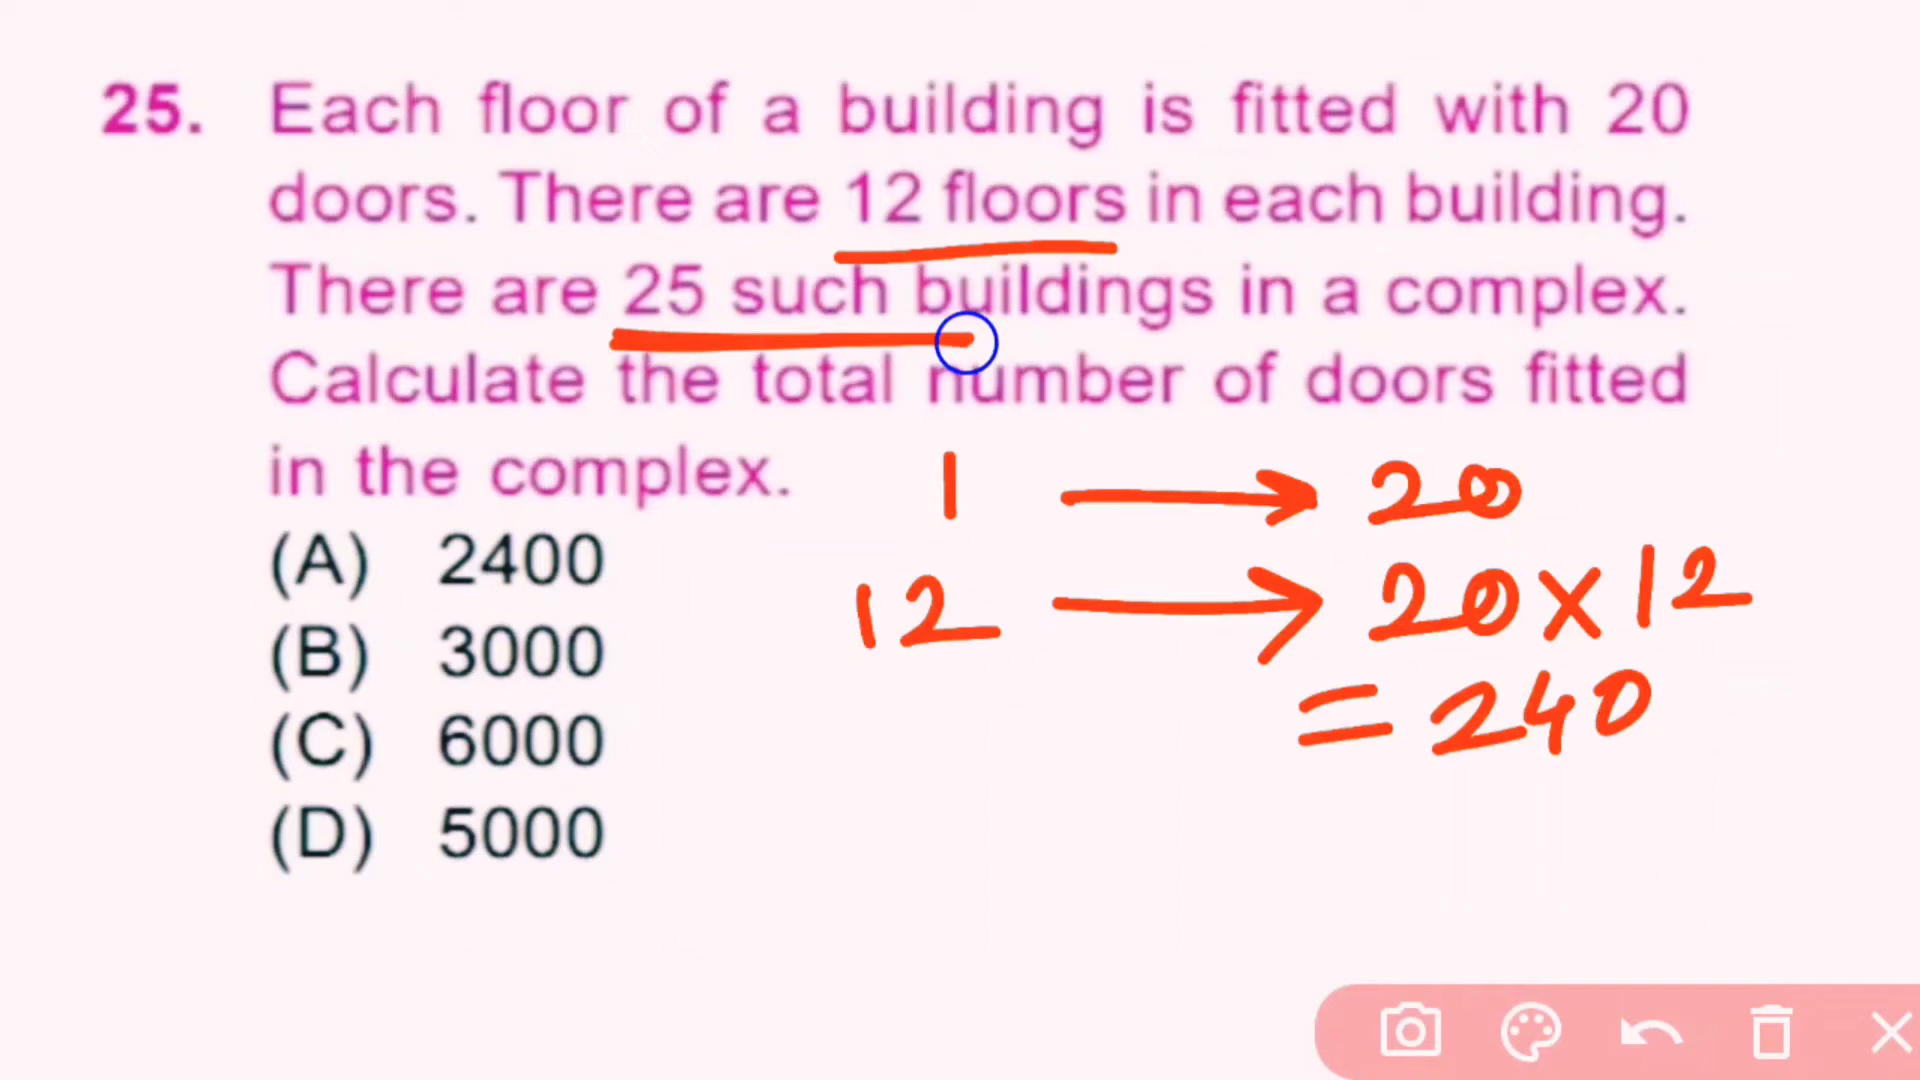 25. Each floor of a building is fitted with 20
doors. There are 12 floors in each building.
There are 25 such buildings in a complex.
Calculate the total number of doors fitted
in the complex.
1 → 20
(A) 2400
12 → 20×12
(B) 3000
= 240
(C) 6000
(D) 5000